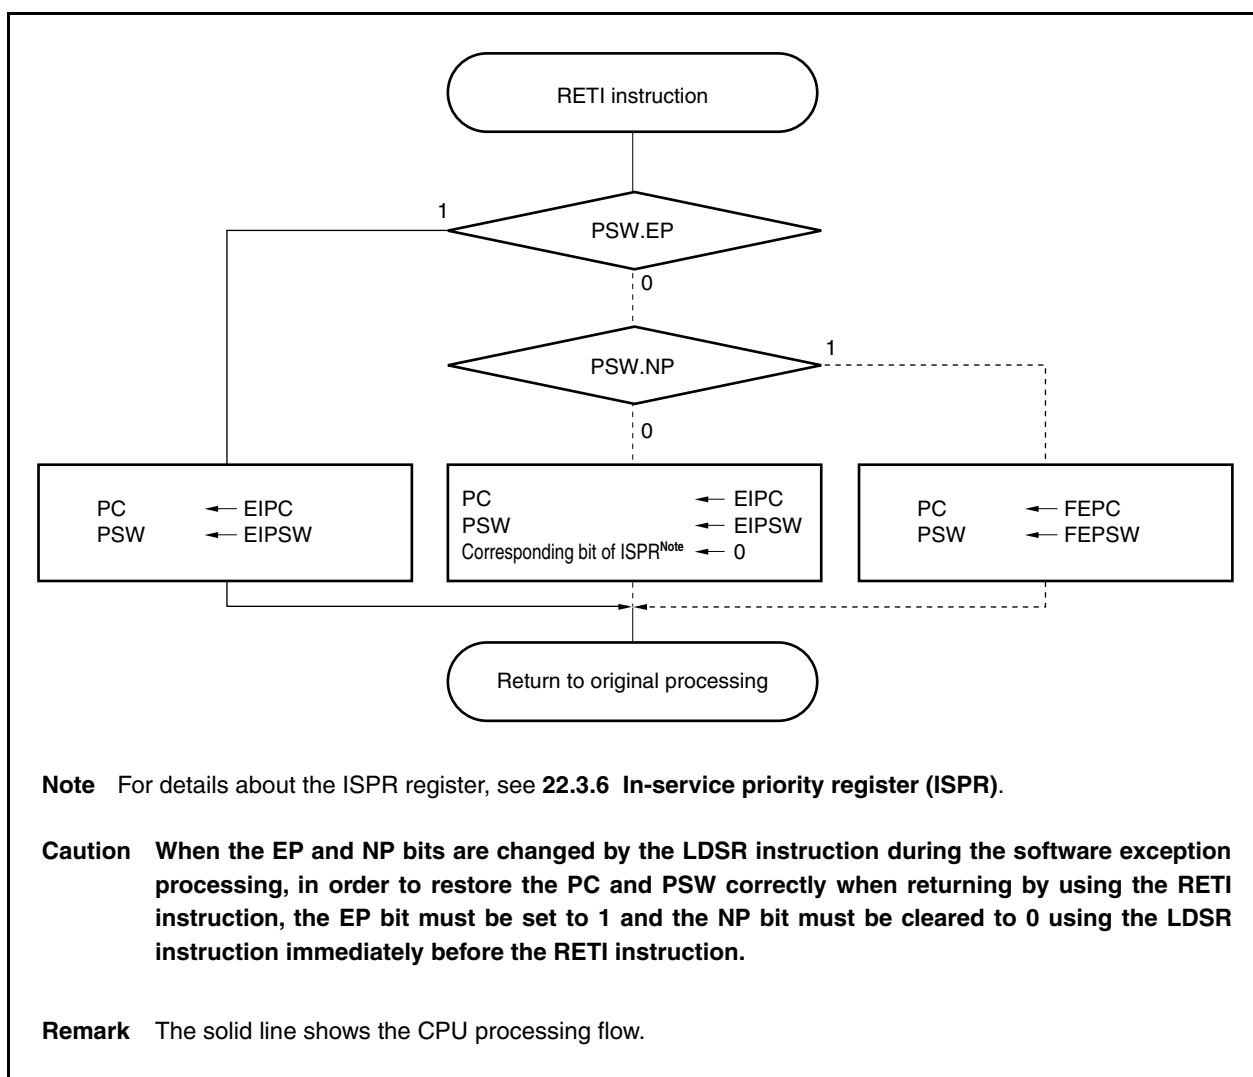 RETI instruction
1
PSW.EP
0
1
PSW.NP
0
PC ← EIPC
PSW ← EIPSW
PC ← EIPC
PSW ← EIPSW
Corresponding bit of ISPRNote ← 0
PC ← FEPC
PSW ← FEPSW
Return to original processing
Note For details about the ISPR register, see 22.3.6 In-service priority register (ISPR).
Caution When the EP and NP bits are changed by the LDSR instruction during the software exception
processing, in order to restore the PC and PSW correctly when returning by using the RETI
instruction, the EP bit must be set to 1 and the NP bit must be cleared to 0 using the LDSR
instruction immediately before the RETI instruction.
Remark The solid line shows the CPU processing flow.